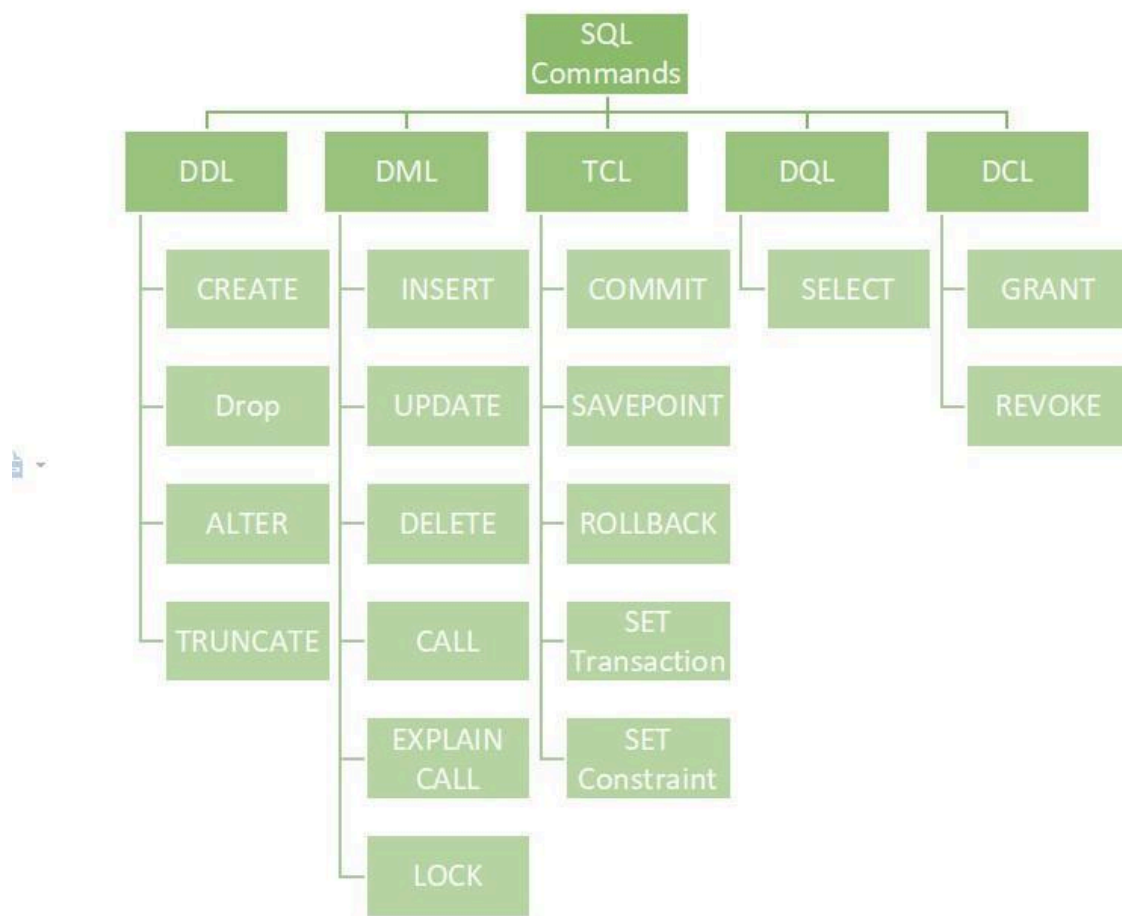 SQL
Commands
DDL
DML
TCL
DQL
DCL
CREATE
INSERT
COMMIT
SELECT
GRANT
Drop
UPDATE
SAVEPOINT
REVOKE
ALTER
DELETE
ROLLBACK
TRUNCATE
CALL
SET
Transaction
EXPLAIN
CALL
SET
Constraint
LOCK